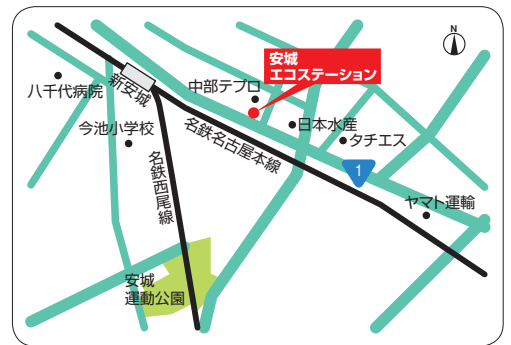 N
安城
エコステーション
中部テプロ
八千代病院
新安城
日本水産
今池小学校
タチエス
名鉄名古屋本線
名鉄西尾線
1
ヤマト運輸
安城
運動公園